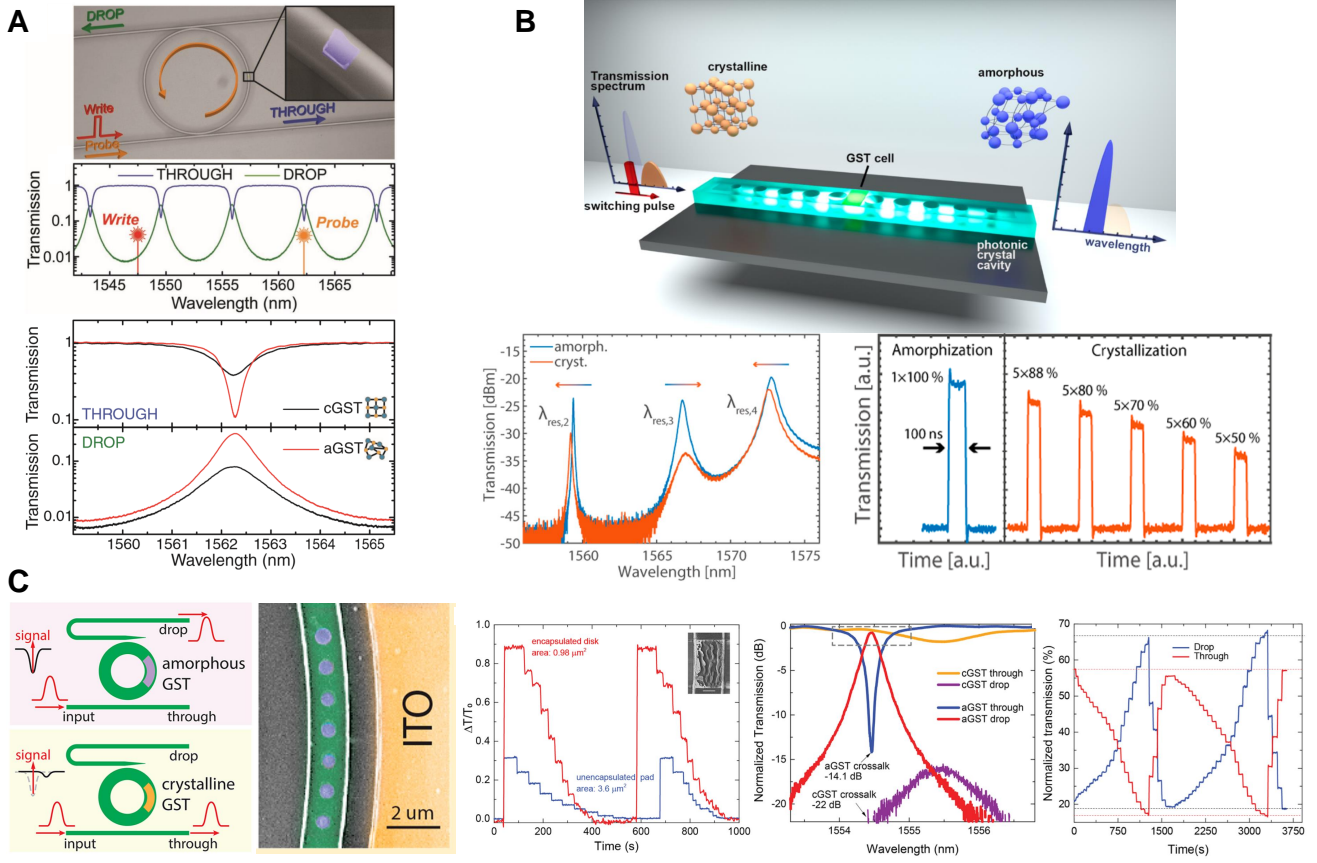 A
DROP
Write
Probe
THROUGH
THROUGH DROP
Write
Probe
Transmission
1
0.1
0.01
1545 1550 1555 1560 1565
Wavelength (nm)
Transmission
1
0.1
THROUGH
cGST
DROP
aGST
Transmission
0.1
0.01
1560 1561 1562 1563 1564 1565
Wavelength (nm)
B
Transmission
spectrum
crystalline
amorphous
GST cell
switching pulse
photonic
crystal
cavity
wavelength
amorph.
cryst.
λres,2
λres,3
λres,4
Transmission [dBm]
-15
-20
-25
-30
-35
-40
-45
-50
1560 1565 1570 1575
Wavelength [nm]
Transmission [a.u.]
Amorphization
1×100 %
100 ns
Time [a.u.]
Crystallization
5×88 %
5×80 %
5×70 %
5×60 %
5×50 %
Time [a.u.]
C
signal
drop
amorphous
GST
input
through
signal
drop
crystalline
GST
input
through
ITO
2 um
ΔT/To
1.0
0.8
0.6
0.4
0.2
0.0
encapsulated disk
area: 0.98 μm²
unencapsulated pad
area: 3.6 μm²
0 200 400 600 800 1000
Time (s)
Normalized Transmission (dB)
0
-5
-10
-15
-20
cGST through
cGST drop
aGST through
aGST drop
aGST crosalk
-14.1 dB
cGST crosalk
-22 dB
1554 1555 1556
Wavelength (nm)
Normalized transmission (%)
70
65
60
55
50
45
40
35
30
25
20
15
Drop
Through
0 750 1500 2250 3000 3750
Time(s)